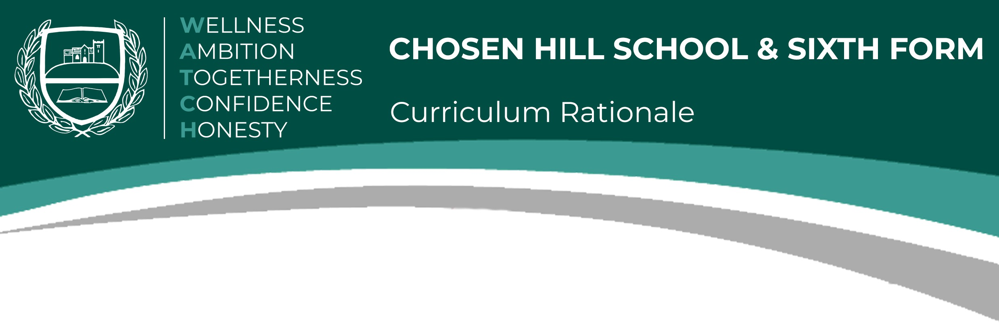 WELLNESS
AMBITION
TOGETHERNESS
CONFIDENCE
HONESTY
CHOSEN HILL SCHOOL & SIXTH FORM
Curriculum Rationale